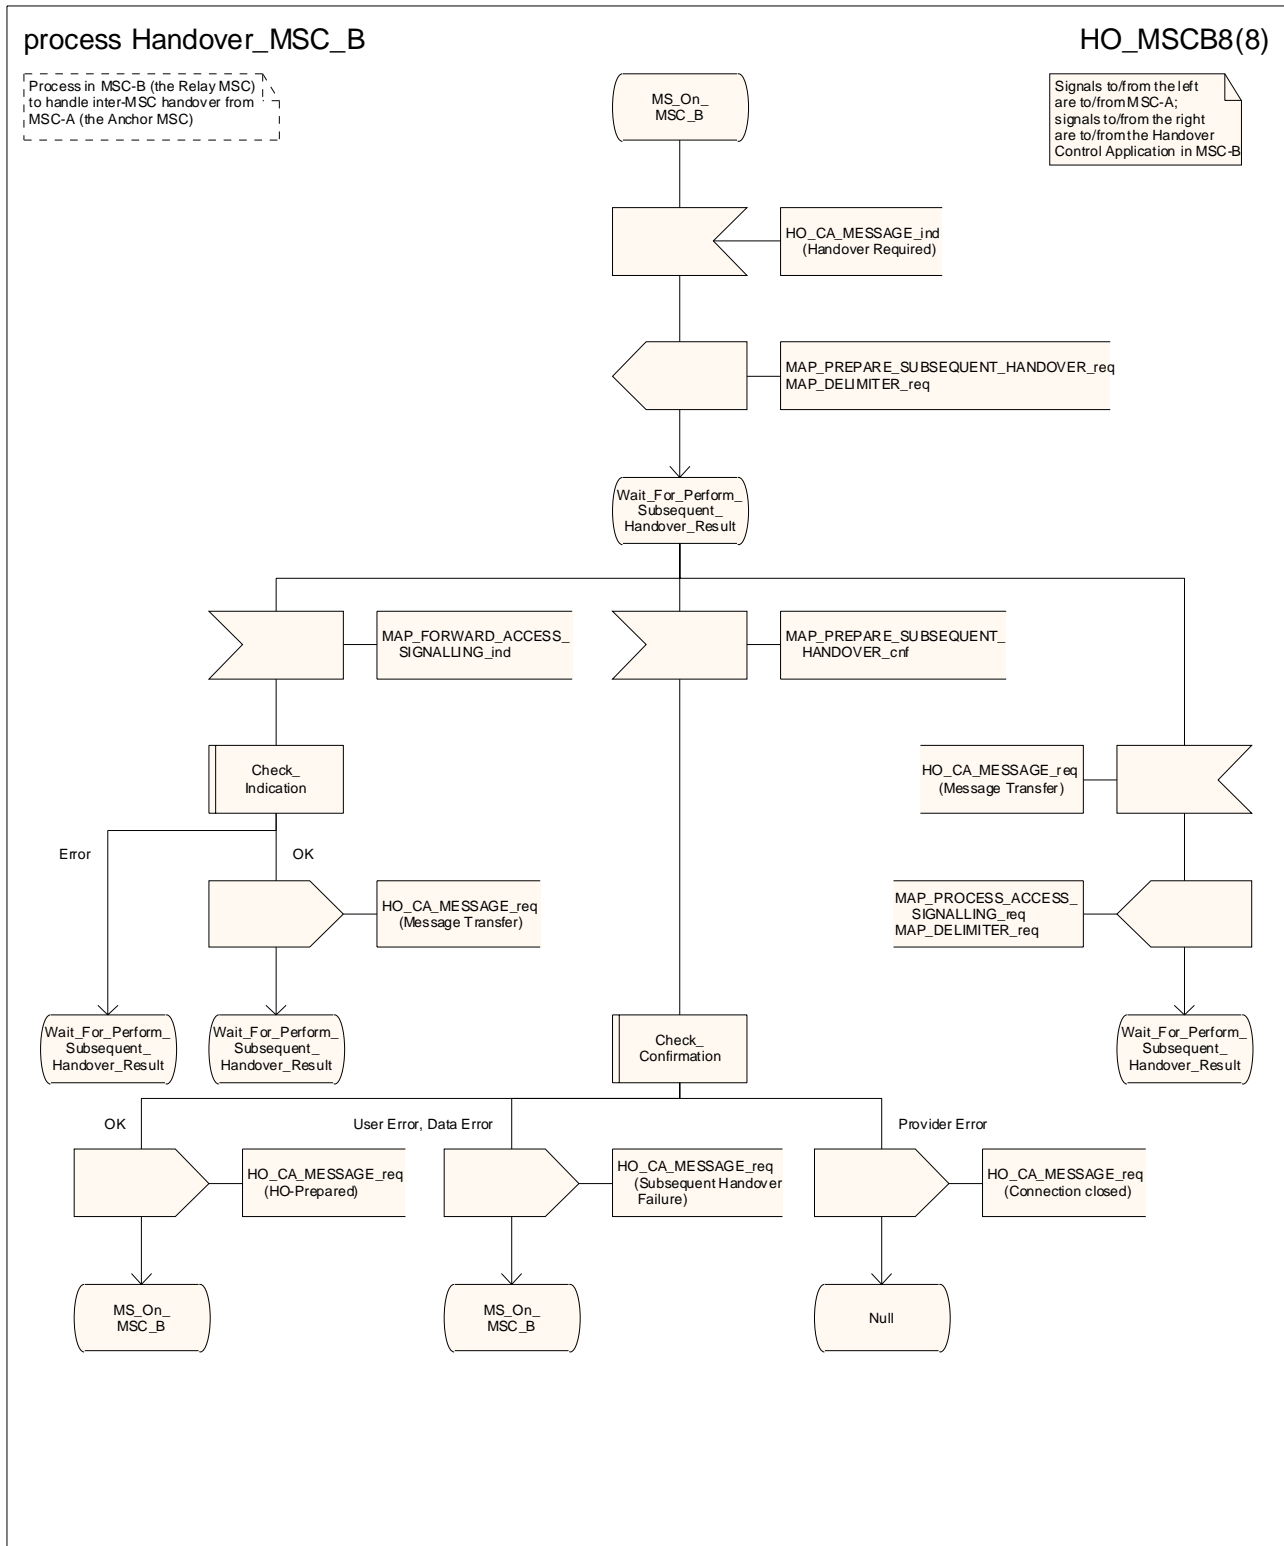 process Handover_MSC_B
HO_MSCB8(8)
Process in MSC-B (the Relay MSC)
to handle inter-MSC handover from
MSC-A (the Anchor MSC)
MS_On_
MSC_B
Signals to/from the left
are to/from MSC-A;
signals to/from the right
are to/from the Handover
Control Application in MSC-B
HO_CA_MESSAGE_ind
(Handover Required)
MAP_PREPARE_SUBSEQUENT_HANDOVER_req
MAP_DELIMITER_req
Wait_For_Perform_
Subsequent_
Handover_Result
MAP_FORWARD_ACCESS_
SIGNALLING_ind
MAP_PREPARE_SUBSEQUENT_
HANDOVER_cnf
Check_
Indication
HO_CA_MESSAGE_req
(Message Transfer)
Error
OK
HO_CA_MESSAGE_req
(Message Transfer)
MAP_PROCESS_ACCESS_
SIGNALLING_req
MAP_DELIMITER_req
Wait_For_Perform_
Subsequent_
Handover_Result
Wait_For_Perform_
Subsequent_
Handover_Result
Check_
Confirmation
Wait_For_Perform_
Subsequent_
Handover_Result
OK
User Error, Data Error
Provider Error
HO_CA_MESSAGE_req
(HO-Prepared)
HO_CA_MESSAGE_req
(Subsequent Handover
Failure)
HO_CA_MESSAGE_req
(Connection closed)
MS_On_
MSC_B
MS_On_
MSC_B
Null